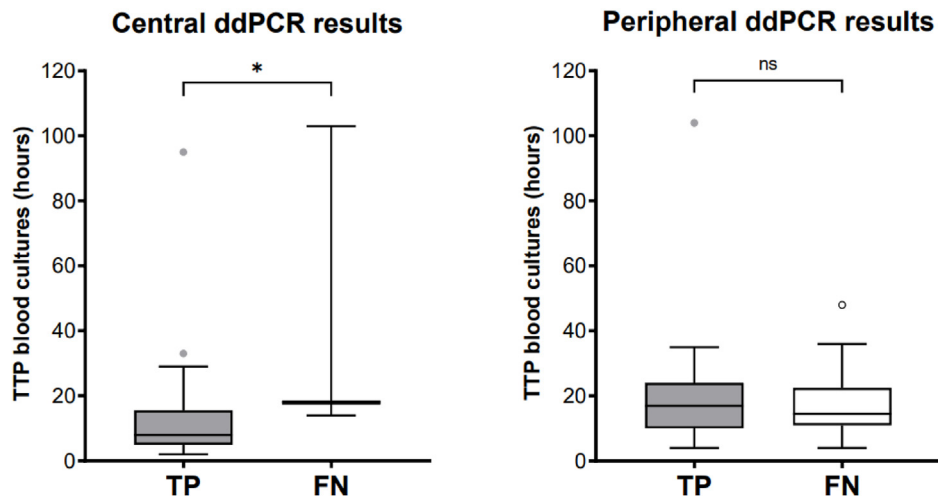 Central ddPCR results
TTP blood cultures (hours)
120
100
80
60
40
20
0
*
TP
FN
Peripheral ddPCR results
TTP blood cultures (hours)
120
100
80
60
40
20
0
ns
TP
FN